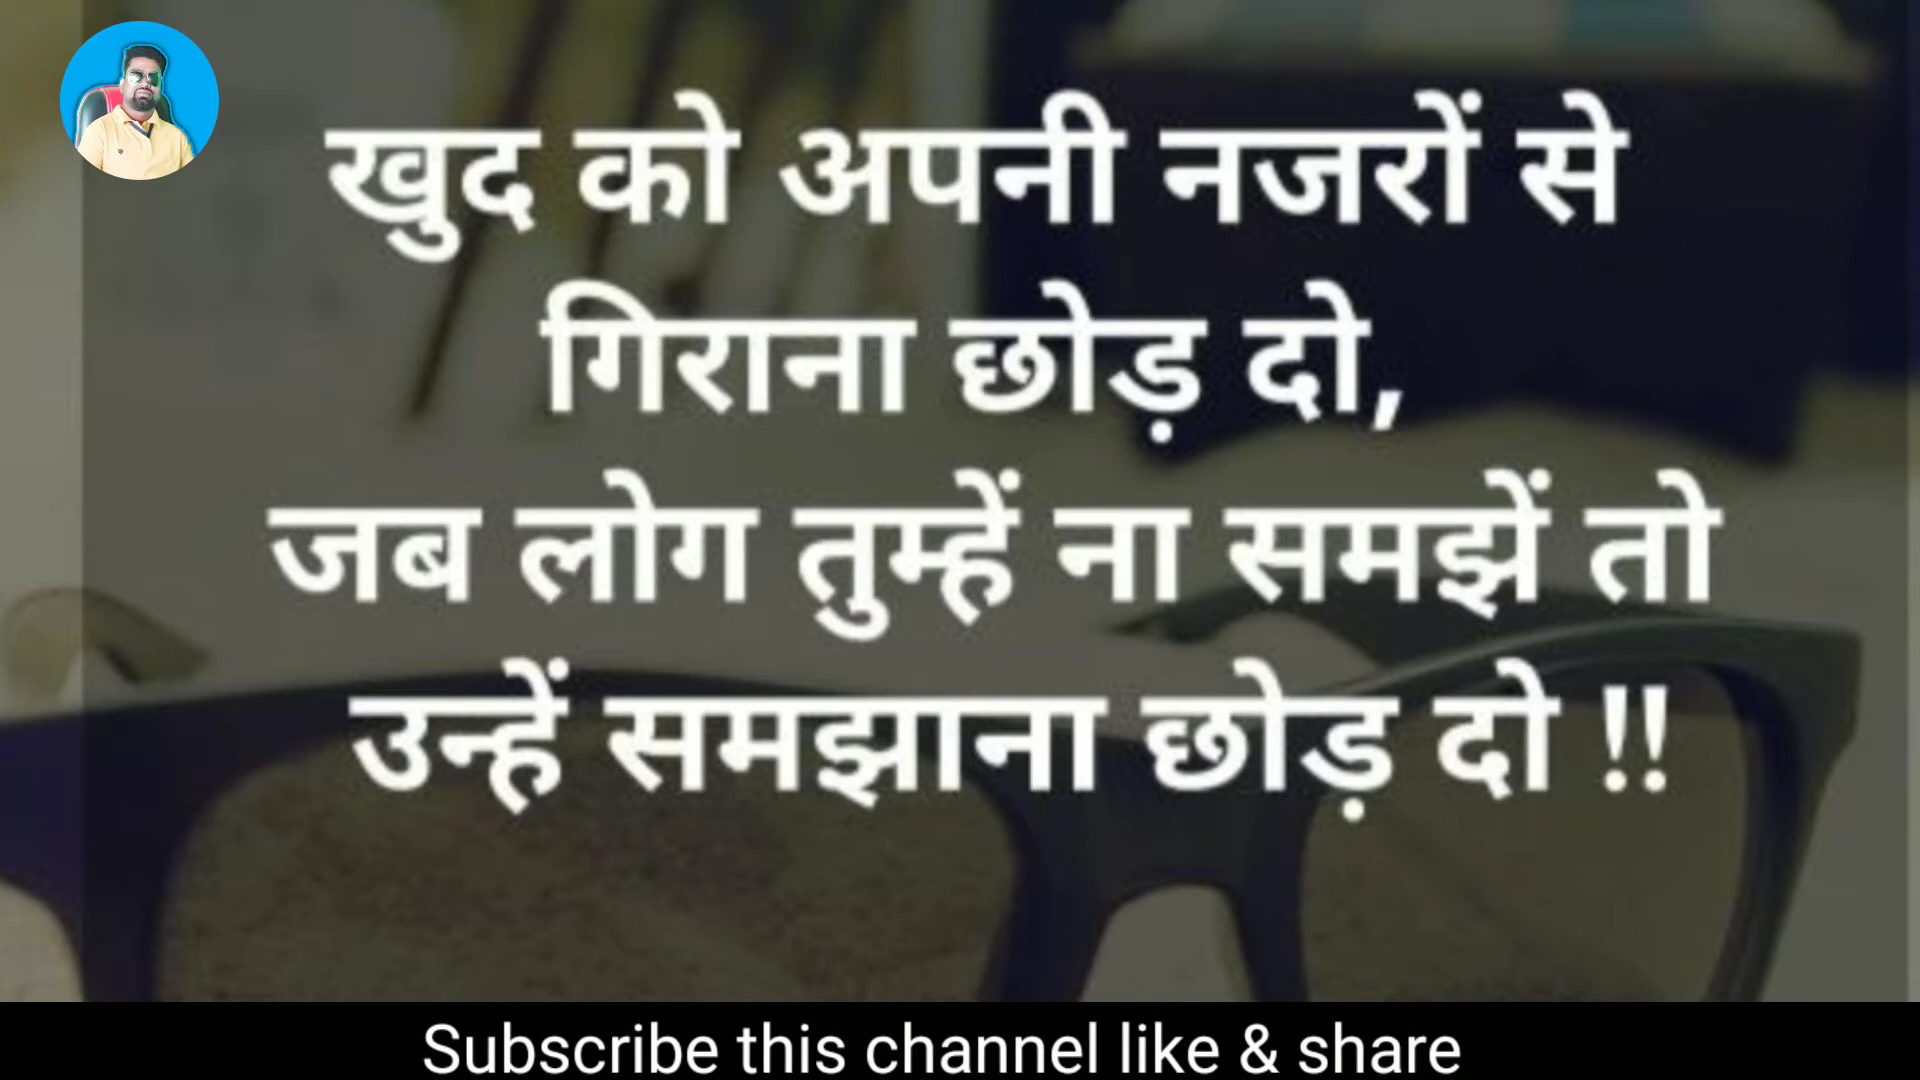 खुद को अपनी नजरों से
गिराना छोड़ दो,
जब लोग तुम्हें ना समझें तो
उन्हें समझाना छोड़ दो !!
Subscribe this channel like & share